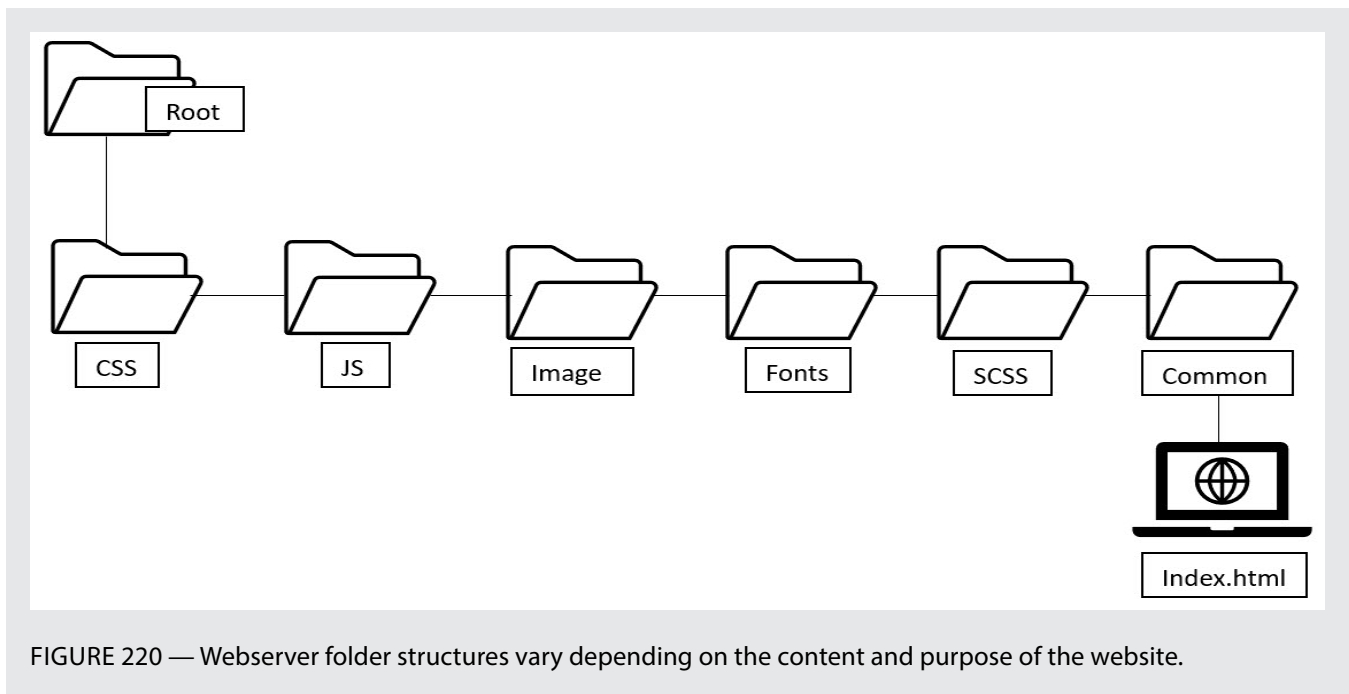 Root
CSS
JS
Image
Fonts
SCSS
Common
Index.html
FIGURE 220 — Webserver folder structures vary depending on the content and purpose of the website.